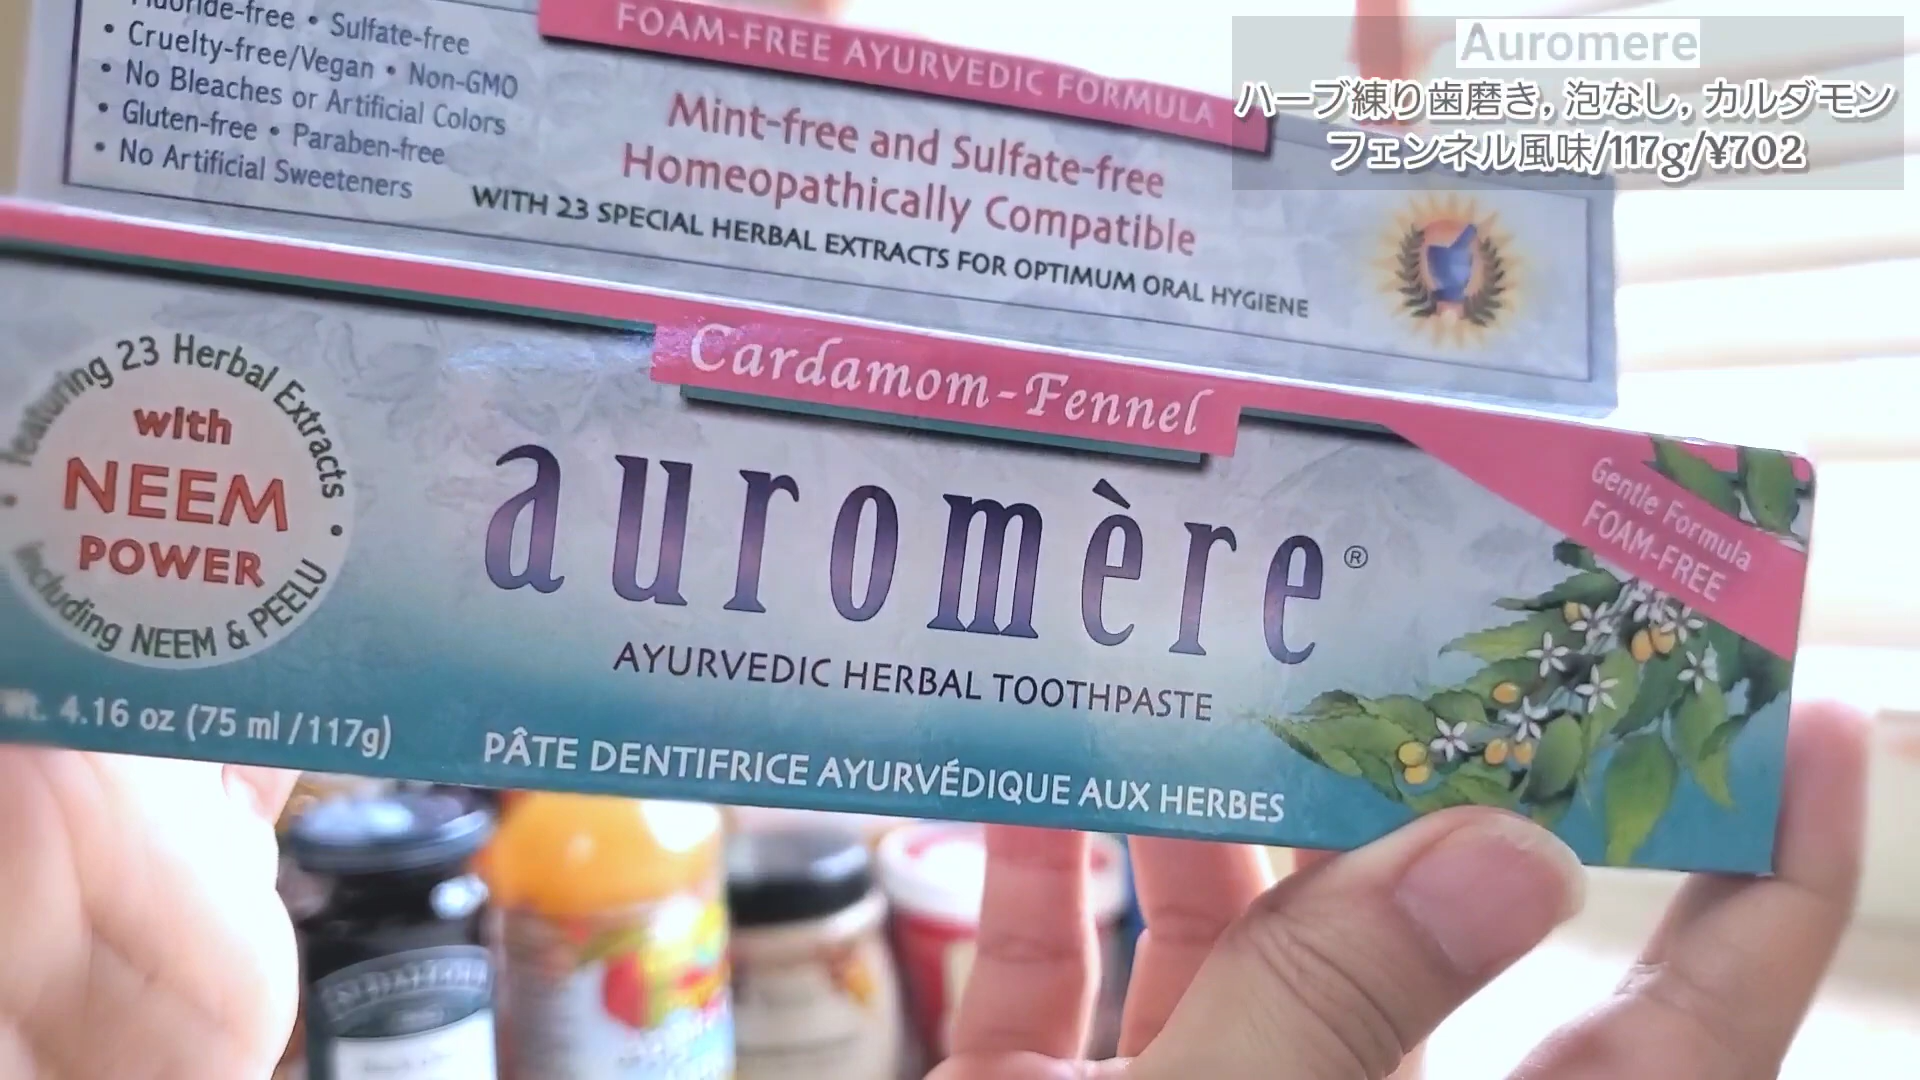 Auromere
ハーブ練り歯磨き, 泡なし, カルダモン
フェンネル風味/117g/¥702
Fluoride-free • Sulfate-free
• Cruelty-free/Vegan • Non-GMO
• No Bleaches or Artificial Colors
• Gluten-free • Paraben-free
• No Artificial Sweeteners
FOAM-FREE AYURVEDIC FORMULA
Mint-free and Sulfate-free
Homeopathically Compatible
WITH 23 SPECIAL HERBAL EXTRACTS FOR OPTIMUM ORAL HYGIENE
Cardamom-Fennel
• featuring 23 Herbal Extracts •
with
NEEM
POWER
including NEEM & PEELU
auromère®
AYURVEDIC HERBAL TOOTHPASTE
Gentle Formula
FOAM-FREE
Wt. 4.16 oz (75 ml/117g)
PÂTE DENTIFRICE AYURVÉDIQUE AUX HERBES